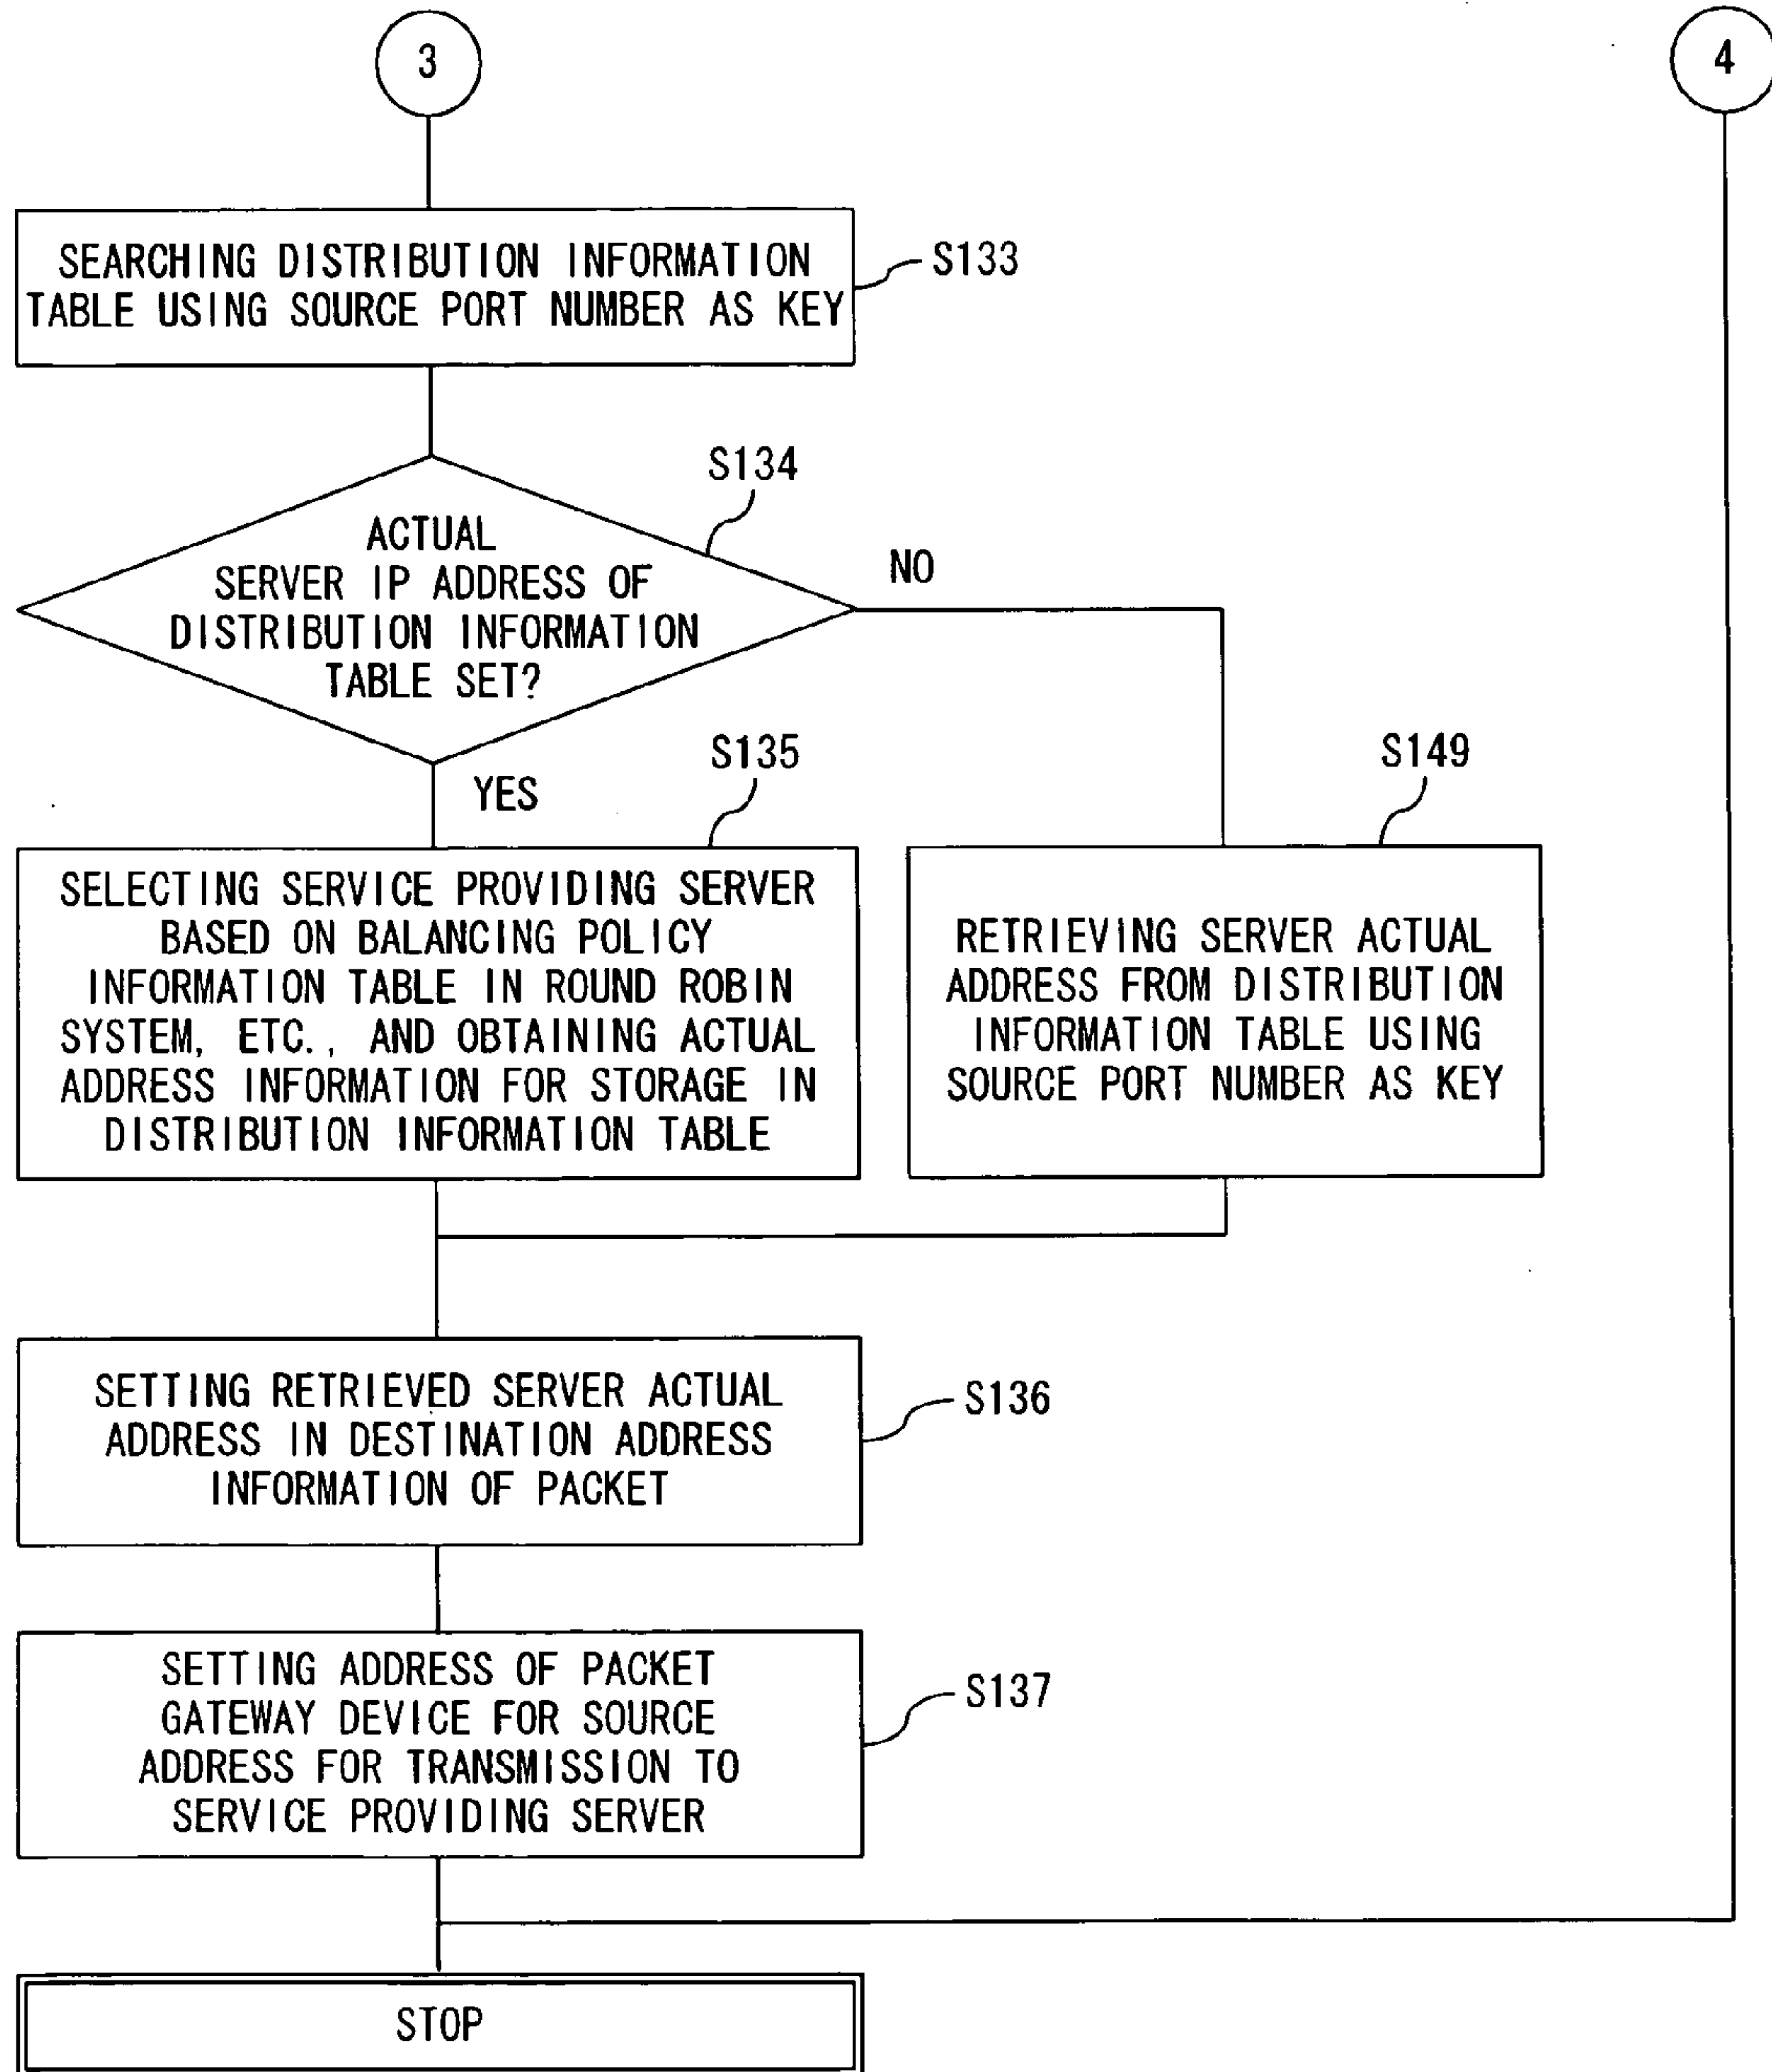 3
4
SEARCHING DISTRIBUTION INFORMATION
TABLE USING SOURCE PORT NUMBER AS KEY
S133
S134
ACTUAL
SERVER IP ADDRESS OF
DISTRIBUTION INFORMATION
TABLE SET?
NO
YES
S135
S149
SELECTING SERVICE PROVIDING SERVER
BASED ON BALANCING POLICY
INFORMATION TABLE IN ROUND ROBIN
SYSTEM, ETC., AND OBTAINING ACTUAL
ADDRESS INFORMATION FOR STORAGE IN
DISTRIBUTION INFORMATION TABLE
RETRIEVING SERVER ACTUAL
ADDRESS FROM DISTRIBUTION
INFORMATION TABLE USING
SOURCE PORT NUMBER AS KEY
SETTING RETRIEVED SERVER ACTUAL
ADDRESS IN DESTINATION ADDRESS
INFORMATION OF PACKET
S136
SETTING ADDRESS OF PACKET
GATEWAY DEVICE FOR SOURCE
ADDRESS FOR TRANSMISSION TO
SERVICE PROVIDING SERVER
S137
STOP